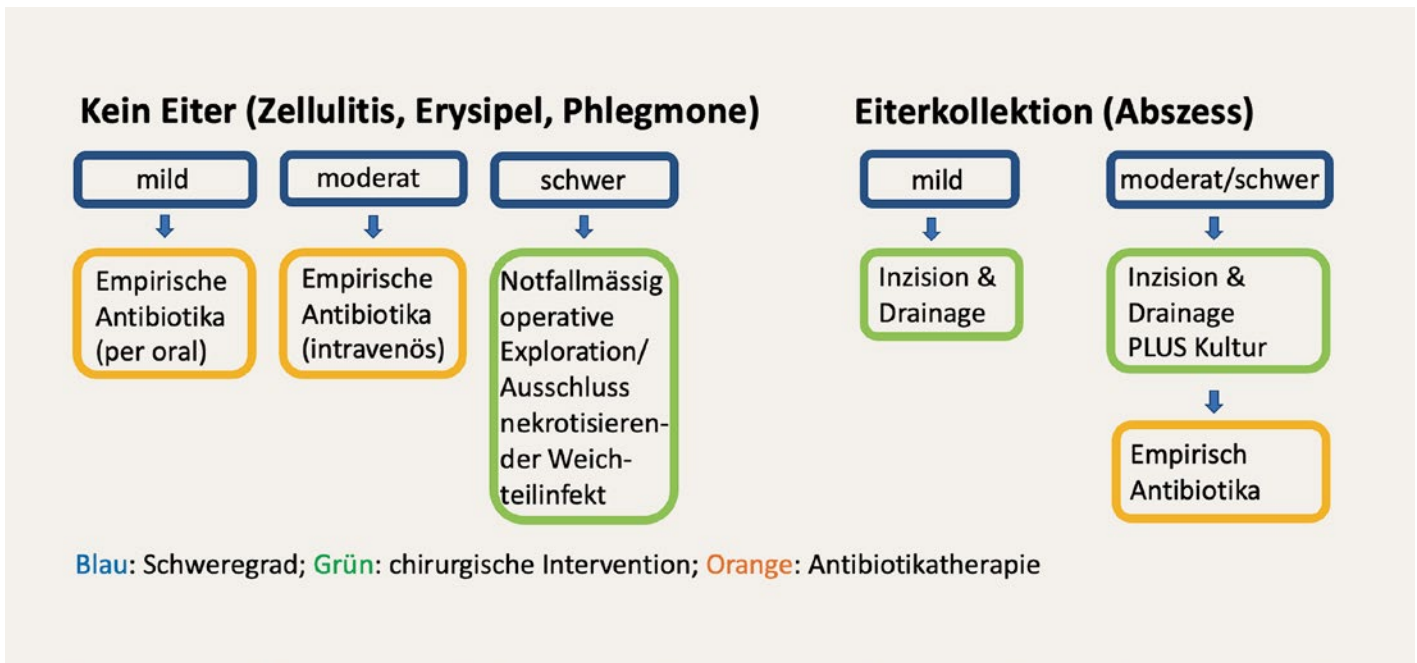 Kein Eiter (Zellulitis, Erysipel, Phlegmone)
mild
Empirische
Antibiotika
(per oral)
moderat
Empirische
Antibiotika
(intravenös)
schwer
Notfallmässig
operative
Exploration/
Ausschluss
nekrotisieren-
der Weich-
teilinfekt
Eiterkollektion (Abszess)
mild
Inzision &
Drainage
moderat/schwer
Inzision &
Drainage
PLUS Kultur
Empirisch
Antibiotika
Blau: Schweregrad; Grün: chirurgische Intervention; Orange: Antibiotikatherapie